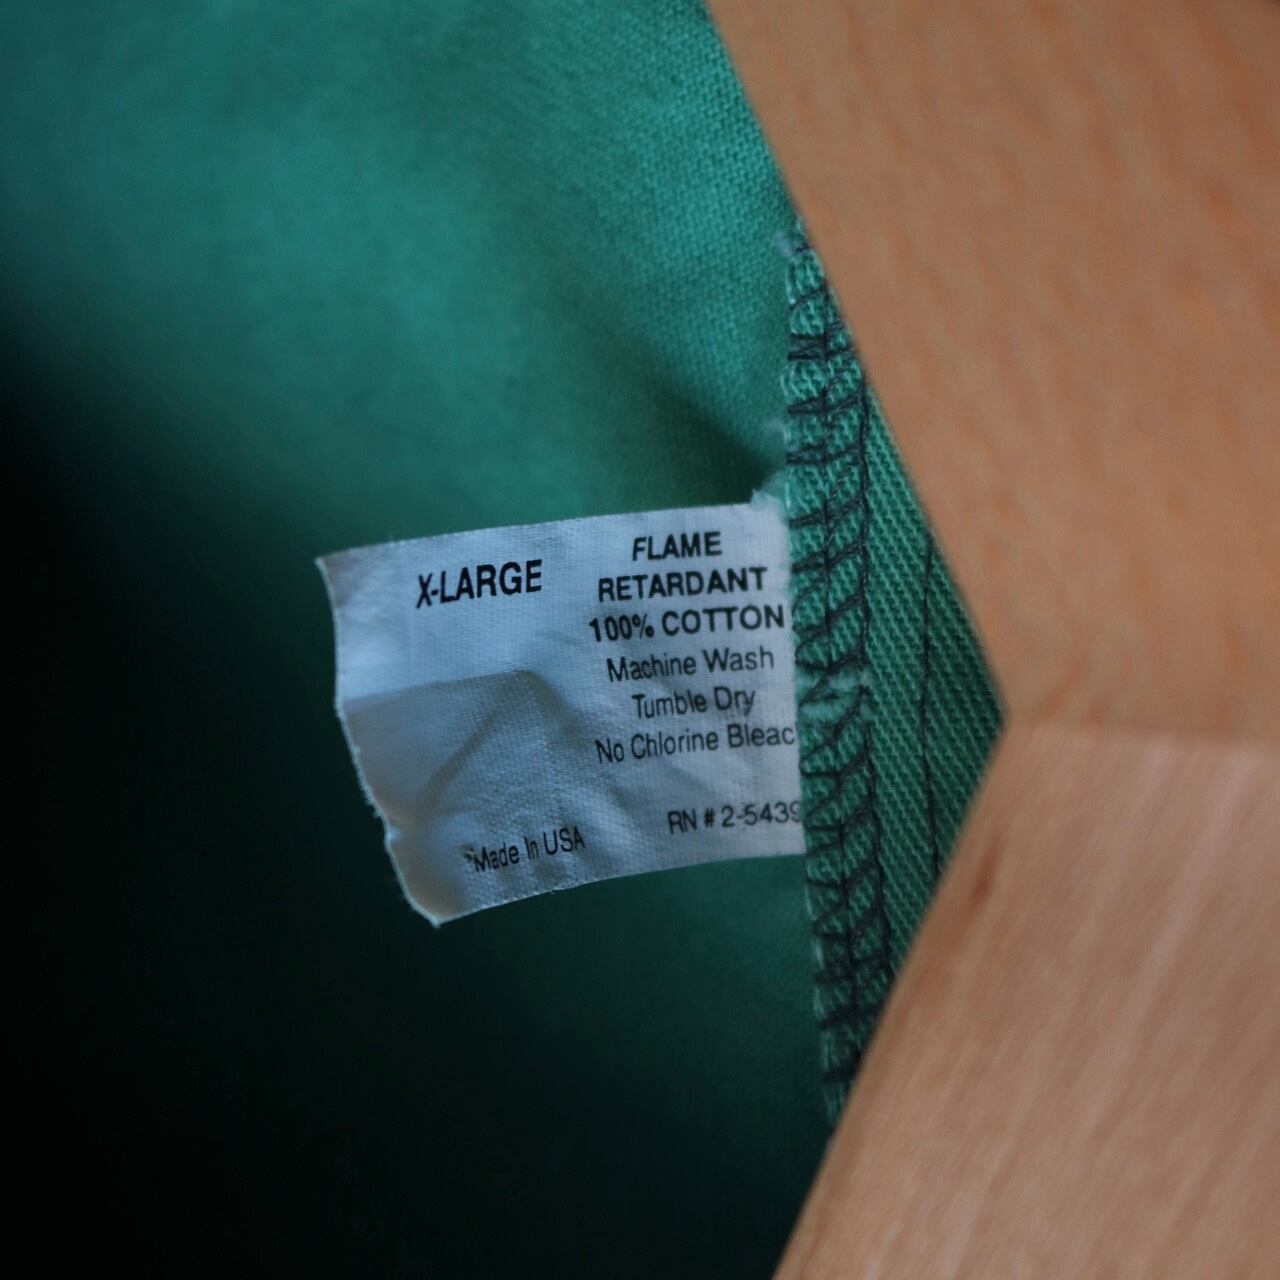 X-LARGE
FLAME
RETARDANT
100% COTTON
Machine Wash
Tumble Dry
No Chlorine Bleac
RN # 2-5439
Made In USA